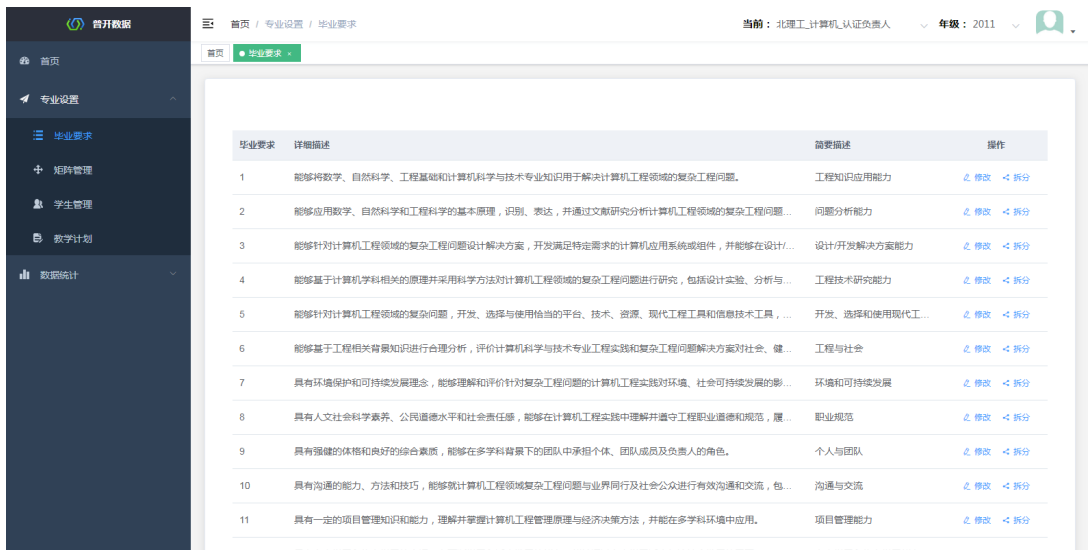 普开数据
首页 / 专业设置 / 毕业要求
当前： 北理工_计算机_认证负责人
年级： 2011
首页
毕业要求 ×
首页
专业设置
毕业要求
矩阵管理
学生管理
教学计划
数据统计
毕业要求 详细描述 简要描述 操作
1 能够将数学、自然科学、工程基础和计算机科学与技术专业知识用于解决计算机工程领域的复杂工程问题。 工程知识应用能力 修改 拆分
2 能够应用数学、自然科学和工程科学的基本原理，识别、表达，并通过文献研究分析计算机工程领域的复杂工程问题... 问题分析能力 修改 拆分
3 能够针对计算机工程领域的复杂工程问题设计解决方案，开发满足特定需求的计算机应用系统或组件，并能够在设计/... 设计/开发解决方案能力 修改 拆分
4 能够基于计算机学科相关的原理并采用科学方法对计算机工程领域的复杂工程问题进行研究，包括设计实验、分析与... 工程技术研究能力 修改 拆分
5 能够针对计算机工程领域的复杂问题，开发、选择与使用恰当的平台、技术、资源、现代工程工具和信息技术工具，... 开发、选择和使用现代工... 修改 拆分
6 能够基于工程相关背景知识进行合理分析，评价计算机科学与技术专业工程实践和复杂工程问题解决方案对社会、健... 工程与社会 修改 拆分
7 具有环境保护和可持续发展理念，能够理解和评价针对复杂工程问题的计算机工程实践对环境、社会可持续发展的影... 环境和可持续发展 修改 拆分
8 具有人文社会科学素养、公民道德水平和社会责任感，能够在计算机工程实践中理解并遵守工程职业道德和规范，履... 职业规范 修改 拆分
9 具有强健的体格和良好的综合素质，能够在多学科背景下的团队中承担个体、团队成员及负责人的角色。 个人与团队 修改 拆分
10 具有沟通的能力、方法和技巧，能够就计算机工程领域复杂工程问题与业界同行及社会公众进行有效沟通和交流，包... 沟通与交流 修改 拆分
11 具有一定的项目管理知识和能力，理解并掌握计算机工程管理原理与经济决策方法，并能在多学科环境中应用。 项目管理能力 修改 拆分